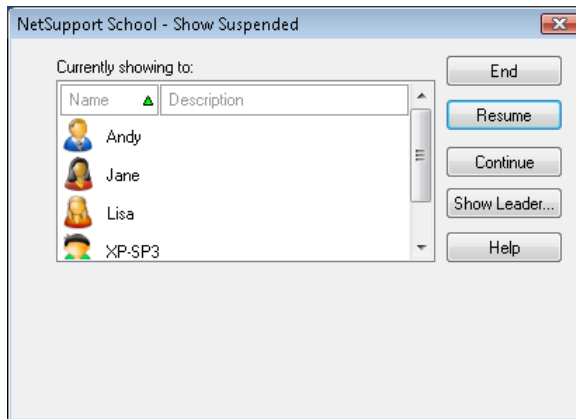 NetSupport School - Show Suspended
Currently showing to:
Name Description
Andy
Jane
Lisa
XP-SP3
End
Resume
Continue
Show Leader...
Help